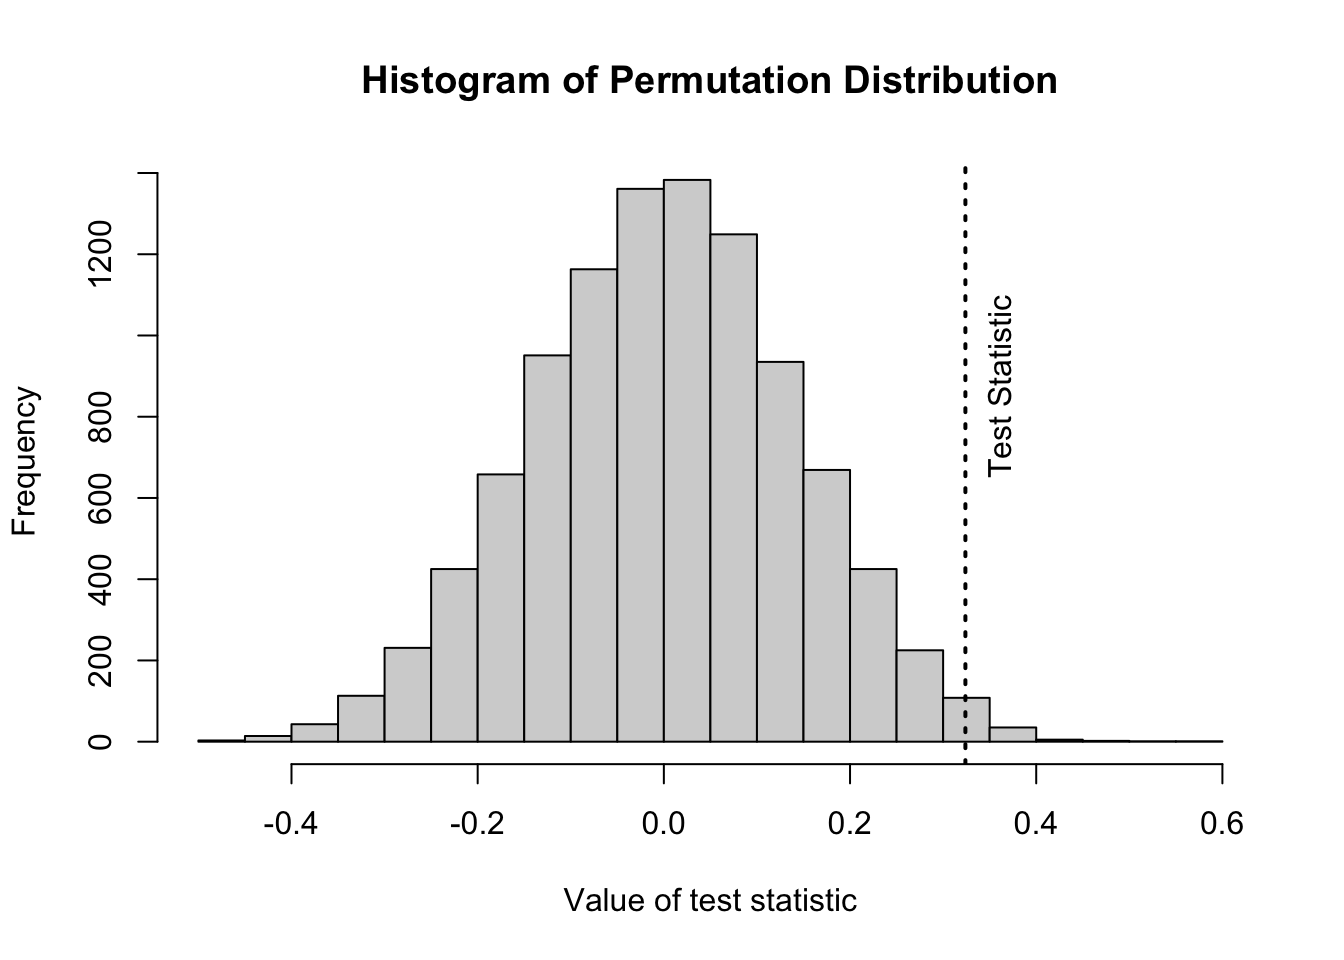 Histogram of Permutation Distribution
Frequency
1200
800
600
400
200
0
Test Statistic
-0.4 -0.2 0.0 0.2 0.4 0.6
Value of test statistic